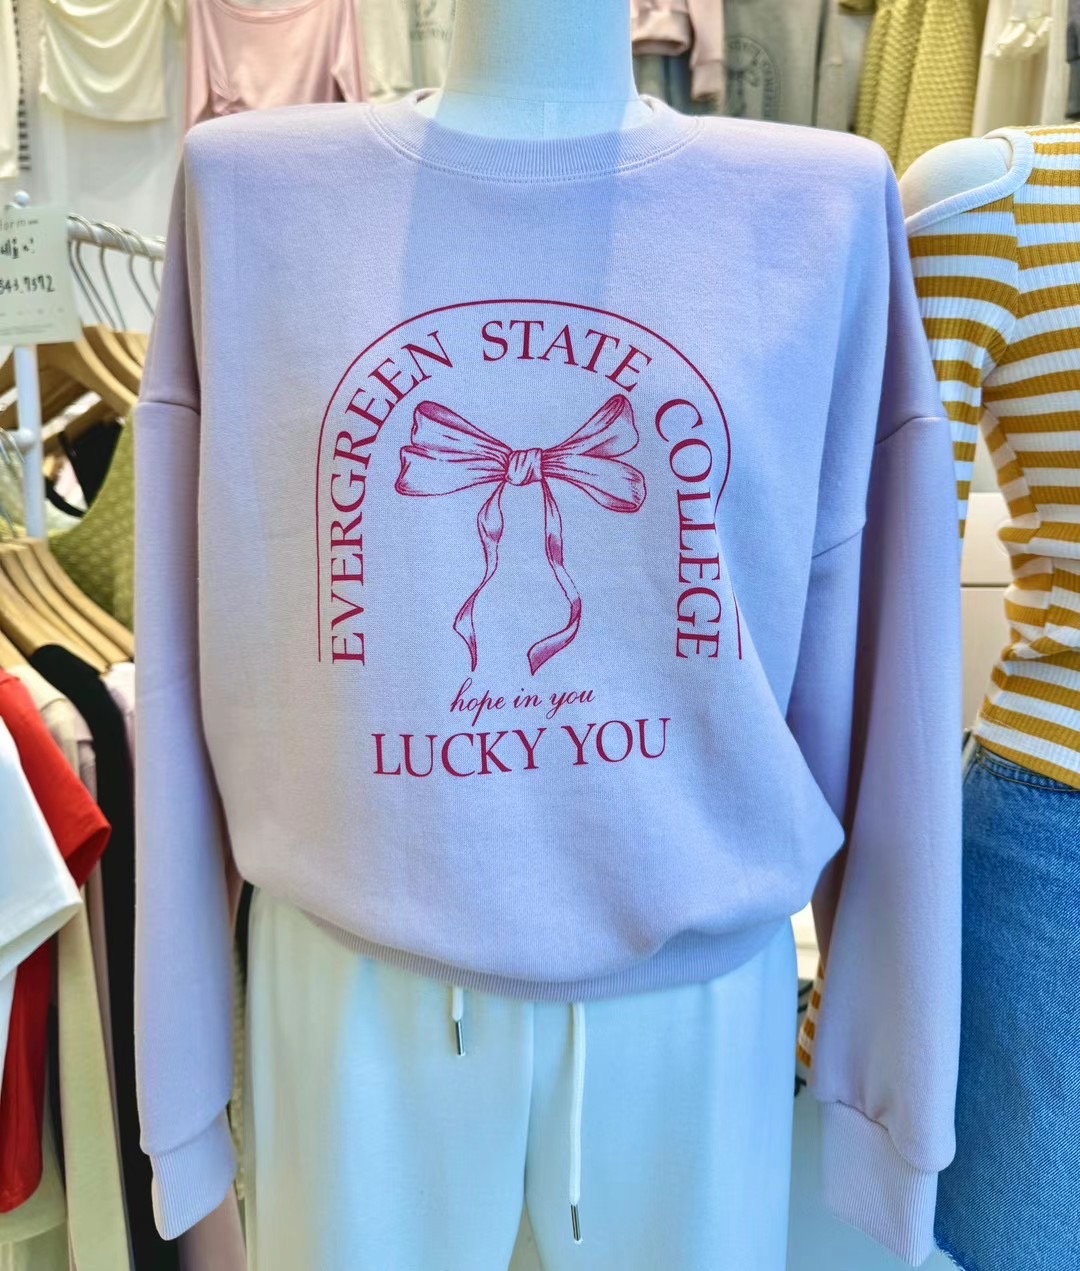 EVERGREEN STATE COLLEGE
hope in you
LUCKY YOU